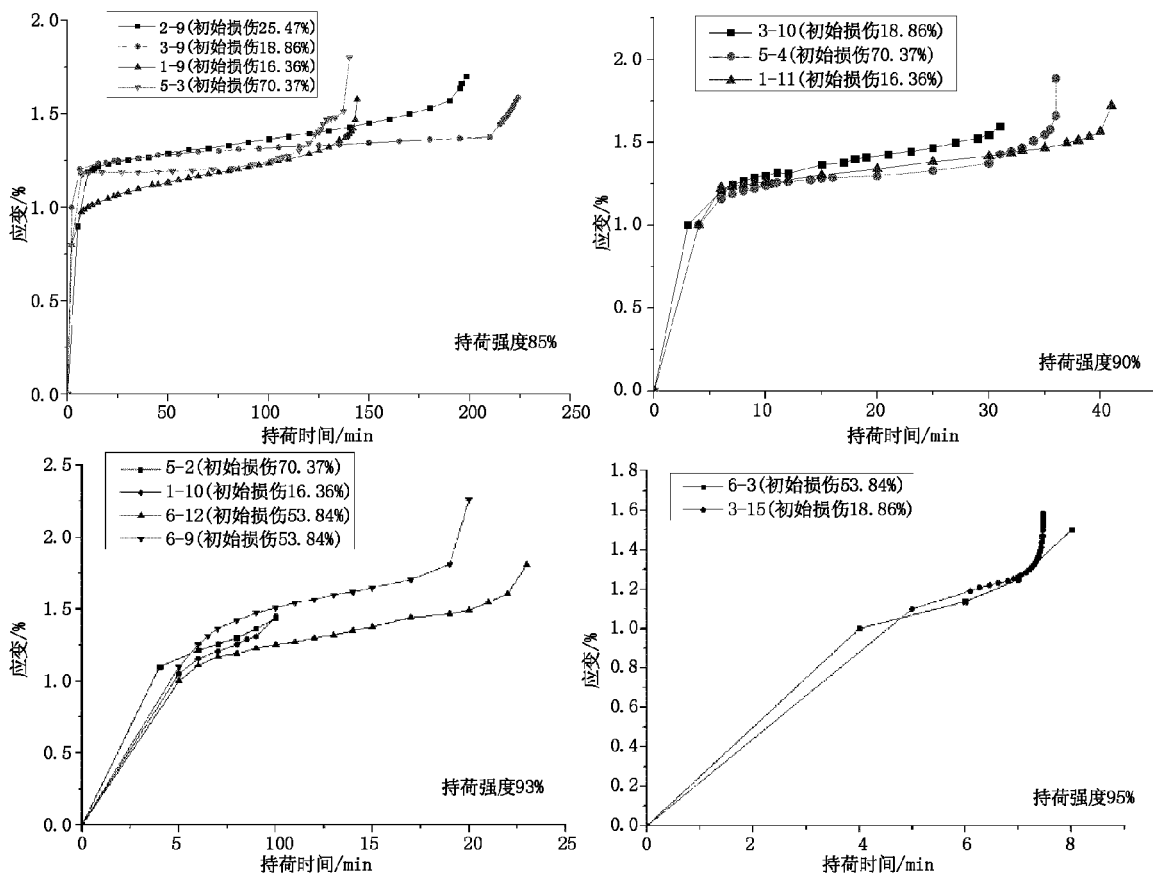 2-9(初始损伤25.47%)
3-9(初始损伤18.86%)
1-9(初始损伤16.36%)
5-3(初始损伤70.37%)
2.0
1.5
1.0
0.5
0.0
应变/%
持荷强度85%
0 50 100 150 200 250
持荷时间/min
3-10(初始损伤18.86%)
5-4(初始损伤70.37%)
1-11(初始损伤16.36%)
2.0
1.5
1.0
0.5
0.0
应变/%
持荷强度90%
0 10 20 30 40
持荷时间/min
5-2(初始损伤70.37%)
1-10(初始损伤16.36%)
6-12(初始损伤53.84%)
6-9(初始损伤53.84%)
2.5
2.0
1.5
1.0
0.5
0.0
应变/%
持荷强度93%
0 5 100 15 20 25
持荷时间/min
6-3(初始损伤53.84%)
3-15(初始损伤18.86%)
1.8
1.6
1.4
1.2
1.0
0.8
0.6
0.4
0.2
0.0
应变/%
持荷强度95%
0 2 4 6 8
持荷时间/min